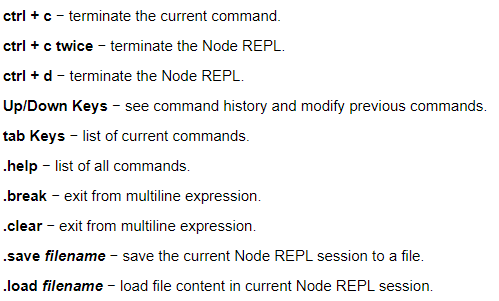 ctrl + c − terminate the current command.
ctrl + c twice − terminate the Node REPL.
ctrl + d − terminate the Node REPL.
Up/Down Keys − see command history and modify previous commands.
tab Keys − list of current commands.
.help − list of all commands.
.break − exit from multiline expression.
.clear − exit from multiline expression.
.save filename − save the current Node REPL session to a file.
.load filename − load file content in current Node REPL session.